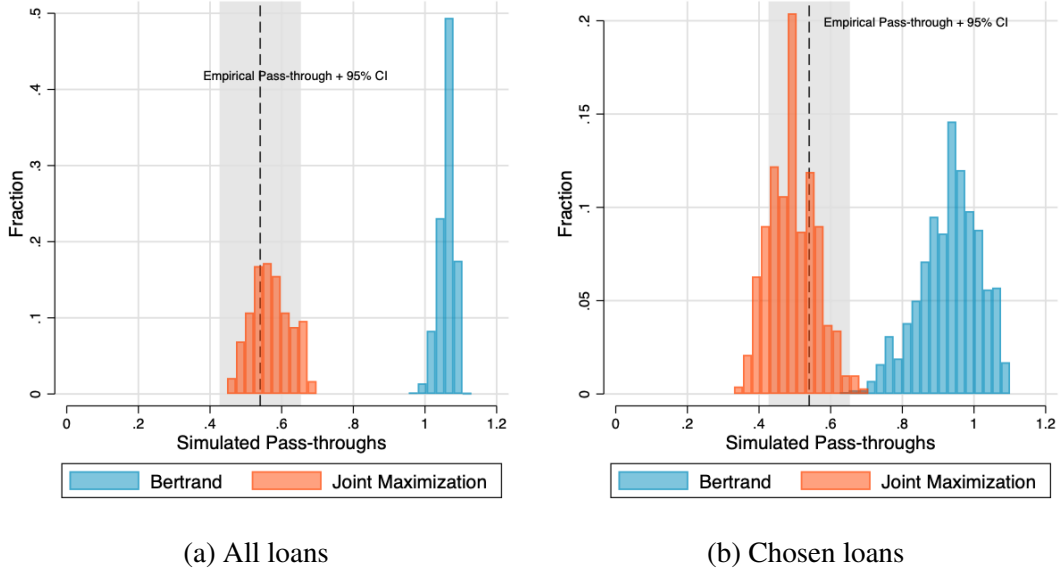 .5
.4
.3
.2
.1
0
Fraction
Empirical Pass-through + 95% CI
0 .2 .4 .6 .8 1 1.2
Simulated Pass-throughs
Bertrand Joint Maximization
(a) All loans
.2
.15
.1
.05
0
Fraction
Empirical Pass-through + 95% CI
0 .2 .4 .6 .8 1 1.2
Simulated Pass-throughs
Bertrand Joint Maximization
(b) Chosen loans